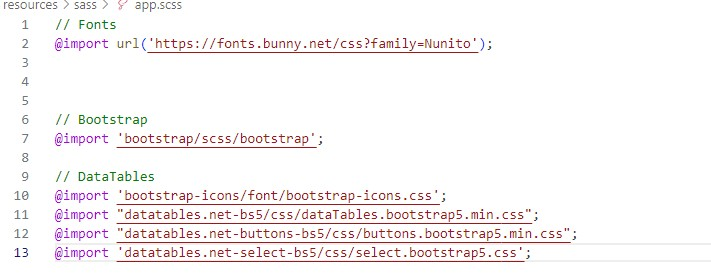 resources > sass > app.scss
1 // Fonts
2 @import url('https://fonts.bunny.net/css?family=Nunito');
3
4
5
6 // Bootstrap
7 @import 'bootstrap/scss/bootstrap';
8
9 // DataTables
10 @import 'bootstrap-icons/font/bootstrap-icons.css';
11 @import "datatables.net-bs5/css/dataTables.bootstrap5.min.css";
12 @import "datatables.net-buttons-bs5/css/buttons.bootstrap5.min.css";
13 @import 'datatables.net-select-bs5/css/select.bootstrap5.css';